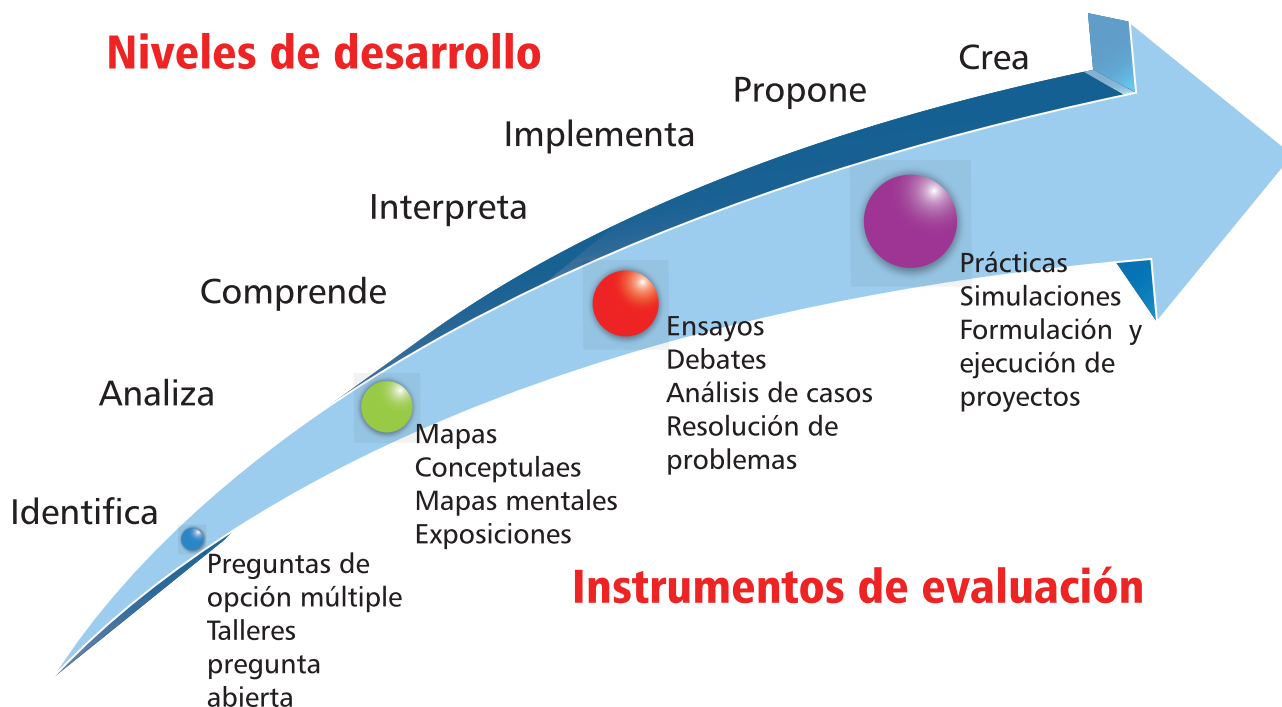 Niveles de desarrollo
Crea
Propone
Implementa
Interpreta
Comprende
Analiza
Identifica
Preguntas de
opción múltiple
Talleres
pregunta
abierta
Mapas
Conceptulaes
Mapas mentales
Exposiciones
Ensayos
Debates
Análisis de casos
Resolución de
problemas
Prácticas
Simulaciones
Formulación y
ejecución de
proyectos
Instrumentos de evaluación